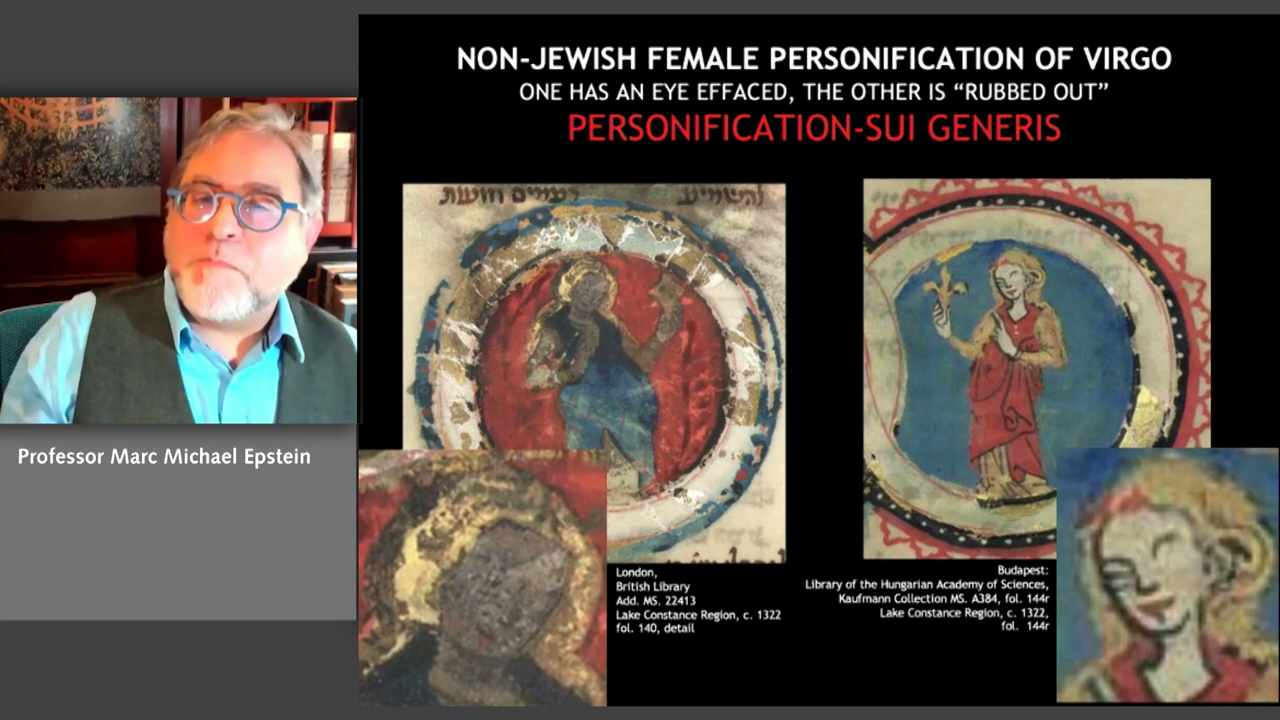 NON-JEWISH FEMALE PERSONIFICATION OF VIRGO
ONE HAS AN EYE EFFACED, THE OTHER IS “RUBBED OUT”
PERSONIFICATION-SUI GENERIS
Professor Marc Michael Epstein
London,
British Library
Add. MS. 22413
Lake Constance Region, c. 1322
fol. 140, detail
Budapest:
Library of the Hungarian Academy of Sciences,
Kaufmann Collection MS. A384, fol. 144r
Lake Constance Region, c. 1322,
fol. 144r